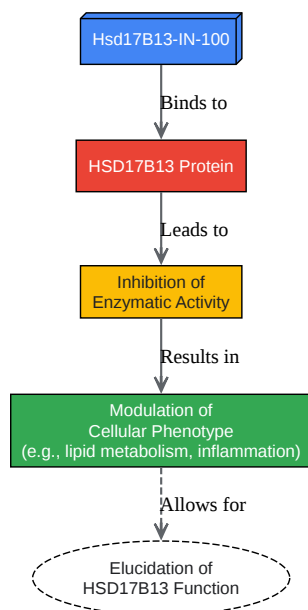 Hsd17B13-IN-100
Binds to
HSD17B13 Protein
Leads to
Inhibition of
Enzymatic Activity
Results in
Modulation of
Cellular Phenotype
(e.g., lipid metabolism, inflammation)
Allows for
Elucidation of
HSD17B13 Function